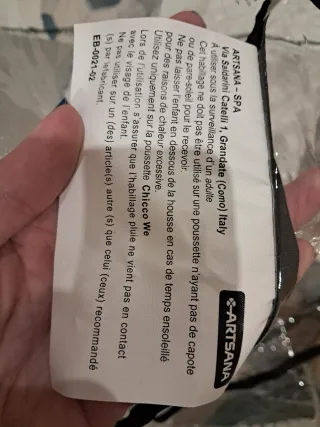 ARTSANA
ARTSANA SPA
Via Saldarini Catelli 1, Grandate (Como) Italy
A utiliser sous la surveillance d'un adulte
Cet habillage ne doit pas être utilisé sur une poussette n'ayant pas de capote
ou de pare-soleil pour le recevoir.
Ne pas laisser l'enfant en dessous de la housse en cas de temps ensoleillé
pour des raisons de chaleur excessive.
Utilisez uniquement sur la poussette Chicco We
Lors de l'utilisation s'assurer que l'habillage pluie ne vient pas en contact
avec le visage de l'enfant.
Ne pas utiliser sur un (des) article(s) autre (s) que celui (ceux) recommandé
(s) par le fabricant.
EB-0021-02